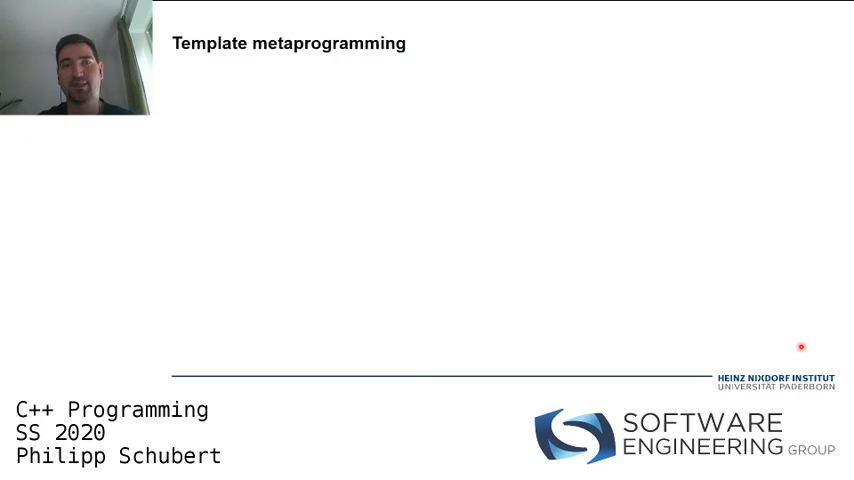 Template metaprogramming
HEINZ NIXDORF INSTITUT
UNIVERSITÄT PADERBORN
C++ Programming
SS 2020
Philipp Schubert
SOFTWARE
ENGINEERING GROUP